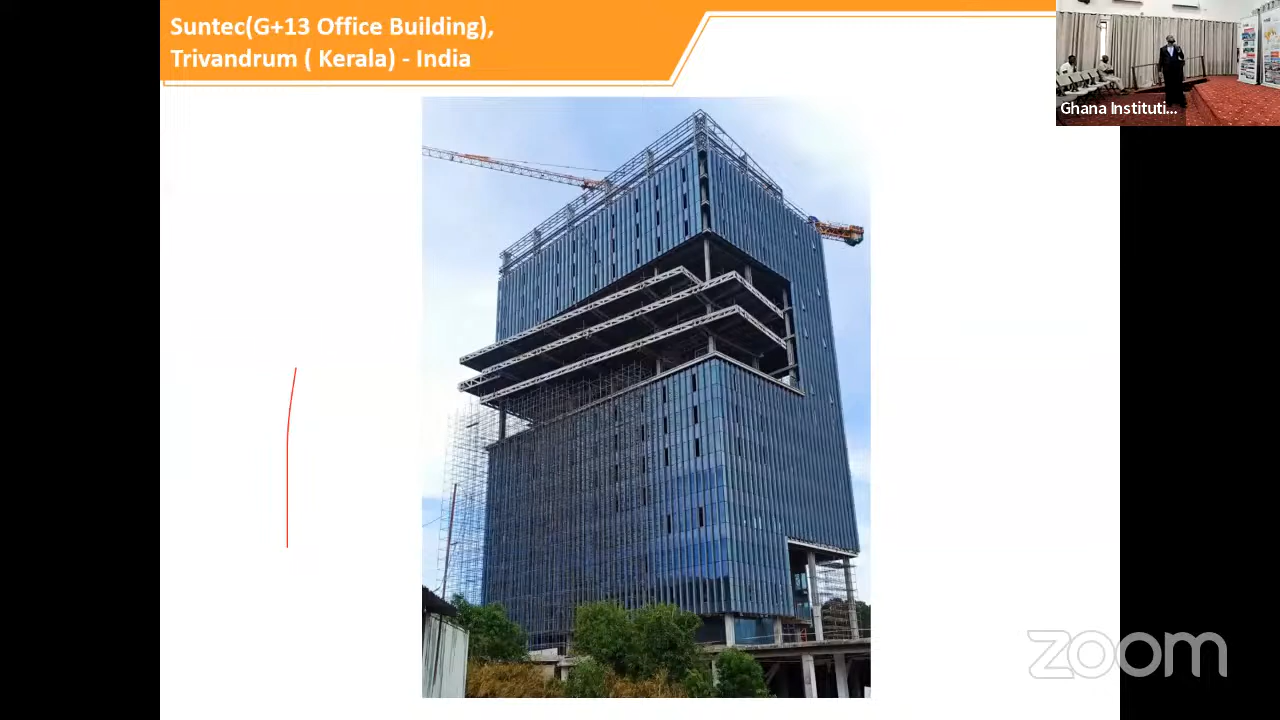 Suntec(G+13 Office Building),
Trivandrum ( Kerala) - India
Ghana Instituti...
zoom